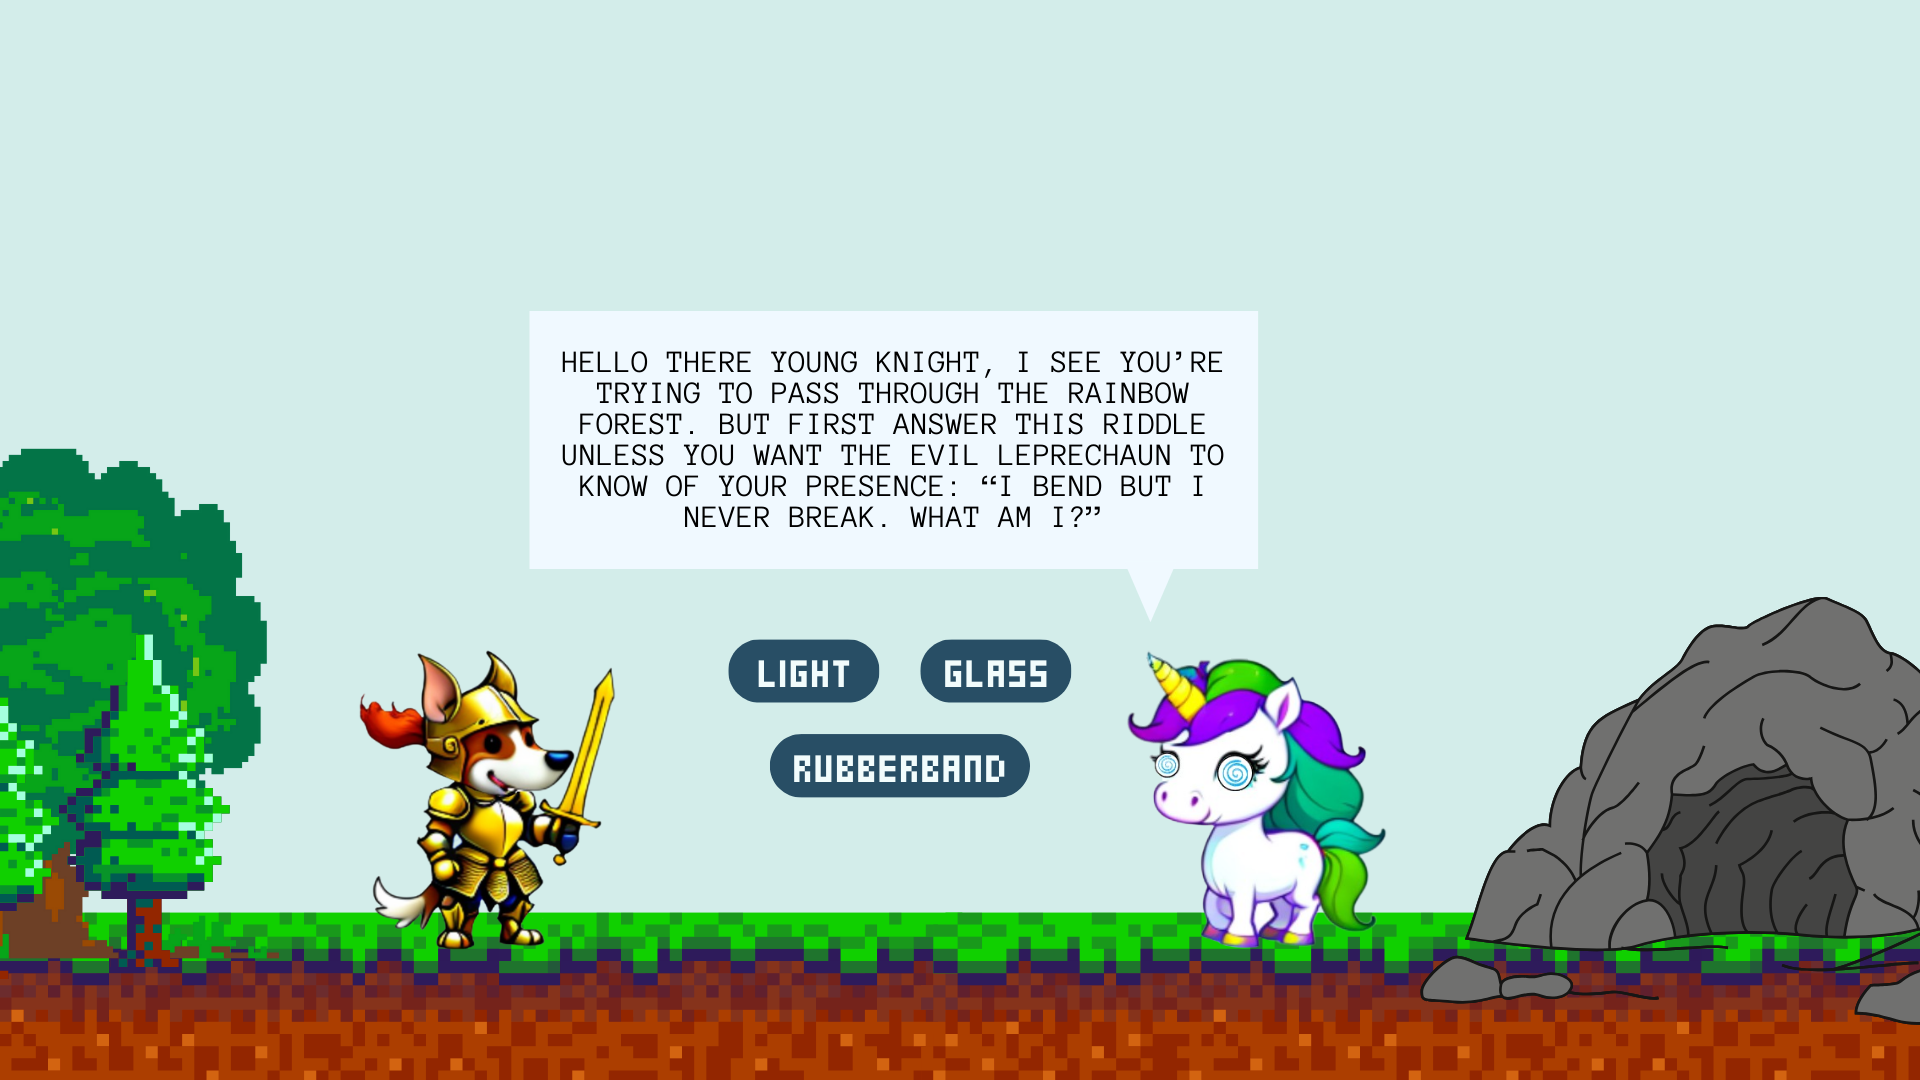 HELLO THERE YOUNG KNIGHT, I SEE YOU’RE
TRYING TO PASS THROUGH THE RAINBOW
FOREST. BUT FIRST ANSWER THIS RIDDLE
UNLESS YOU WANT THE EVIL LEPRECHAUN TO
KNOW OF YOUR PRESENCE: “I BEND BUT I
NEVER BREAK. WHAT AM I?”
LIGHT
GLASS
RUBBERBAND